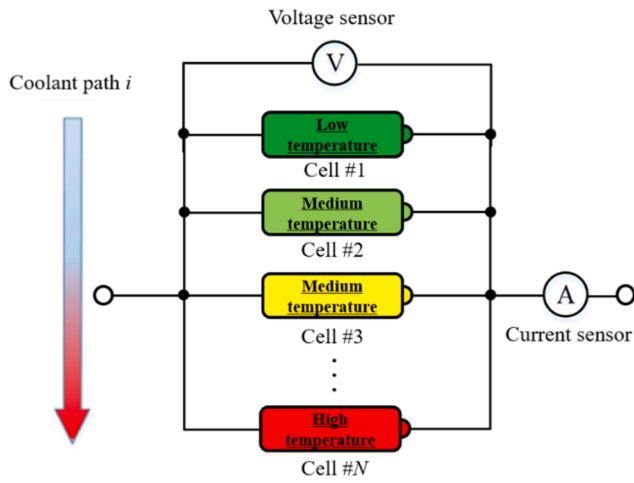 Voltage sensor
V
Coolant path i
Low
temperature
Cell #1
Medium
temperature
Cell #2
Medium
temperature
A
Cell #3
Current sensor
High
temperature
Cell #N